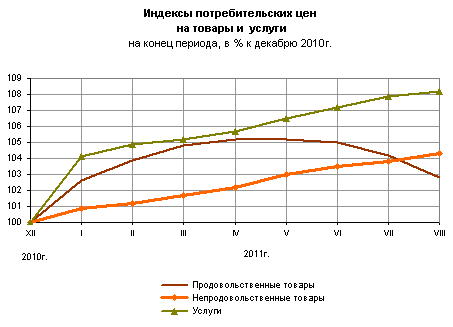 Индексы потребительских цен
на товары и услуги
на конец периода, в % к декабрю 2010г.
109
108
107
106
105
104
103
102
101
100
XII I II III IV V VI VII VIII
2010г. 2011г.
Продовольственные товары
Непродовольственные товары
Услуги